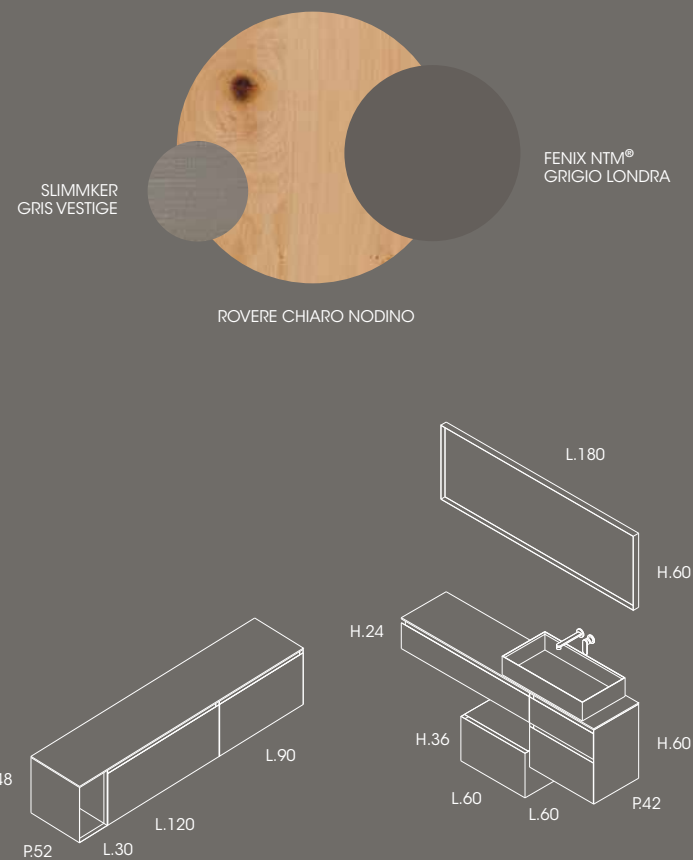 SLIMMKER
GRIS VESTIGE
FENIX NTM®
GRIGIO LONDRA
ROVERE CHIARO NODINO
L.180
H.60
H.24
H.36
H.60
L.60
L.60
P.42
L.90
L.120
L.30
P.52